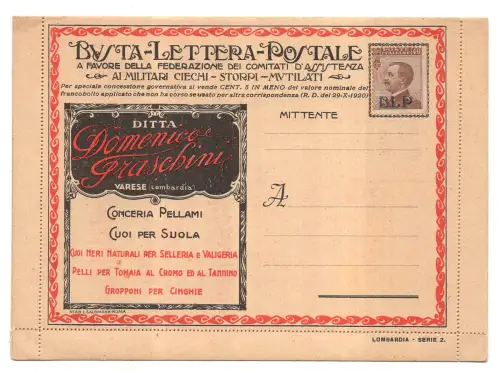 BVSTA-LETTERA-POSTALE
A FAVORE DELLA FEDERAZIONE DEI COMITATI D'ASSISTENZA
AI MILITARI CIECHI - STORPI - MVTILATI
Per speciale concessione governativa si vende CENT. 5 IN MENO del valore nominale del
francobollo applicato che non ha corso se usato per altra corrispondenza (R. D. del 29-X-1920)
B.L.P
MITTENTE
DITTA
Domenico
Fraschini
VARESE (Lombardia)
CONCERIA PELLAMI
CUOI PER SUOLA
CUOI NERI NATURALI PER SELLERIA E VALIGERIA
PELLI PER TOMAIA AL CROMO ED AL TANNINO
GROPPONI PER CINGHIE
A
LOMBARDIA - SERIE 2.